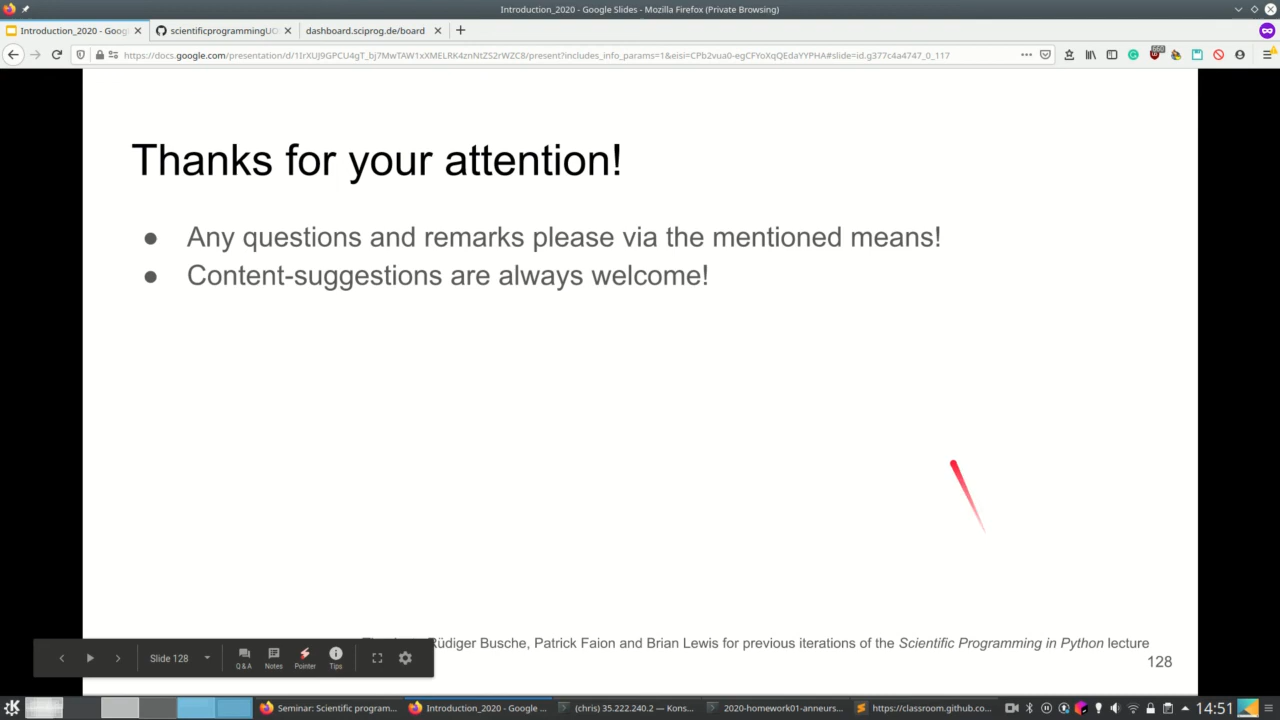 Introduction_2020 - Google Slides - Mozilla Firefox (Private Browsing)
Introduction_2020 - Goog
scientificprogrammingUO
dashboard.sciprog.de/board
https://docs.google.com/presentation/d/1IrXUJ9GPCU4gT_bj7MwTAW1xXMELRK4znNtZS2rWZC8/present?includes_info_params=1&eisi=CPb2vua0-egCFYoXqQEdaYYPHA#slide=id.g377c4a4747_0_117
Thanks for your attention!
● Any questions and remarks please via the mentioned means!
● Content-suggestions are always welcome!
Rüdiger Busche, Patrick Faion and Brian Lewis for previous iterations of the Scientific Programming in Python lecture
128
Slide 128
Q & A
Notes
Pointer
Tips
Seminar: Scientific program...
Introduction_2020 - Google ...
(chris) 35.222.240.2 — Kons...
2020-homework01-anneurs...
https://classroom.github.co...
14:51